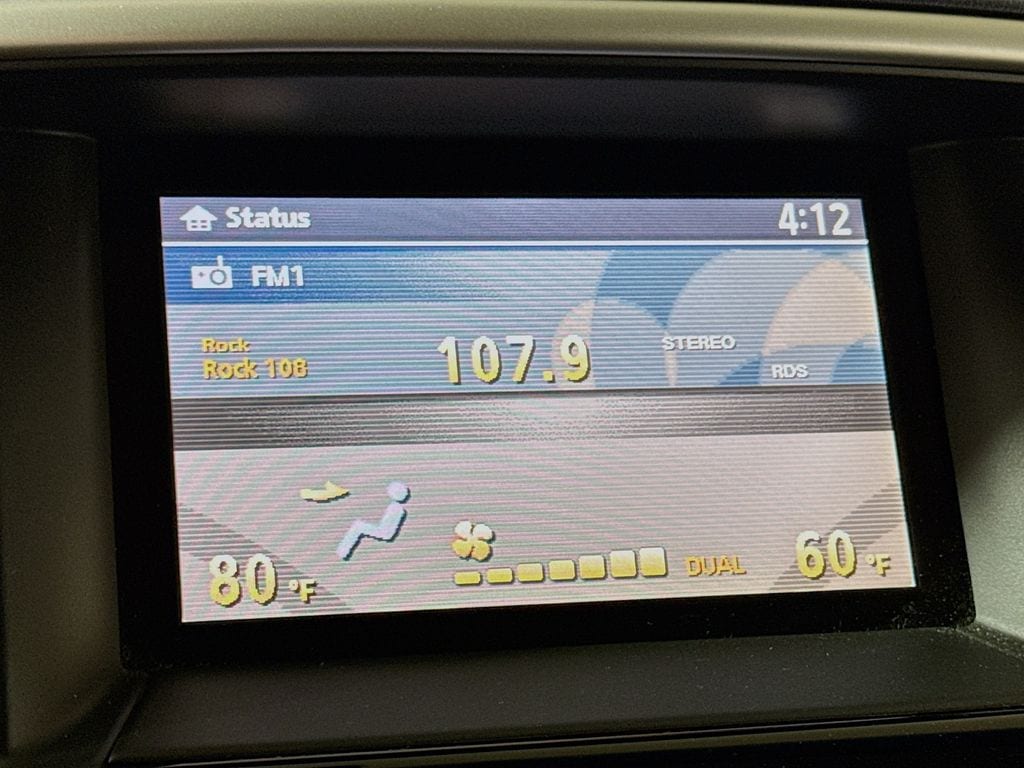 Status 4:12
FM1
Rock
Rock 108 107.9 STEREO
RDS
80 °F DUAL 60 °F